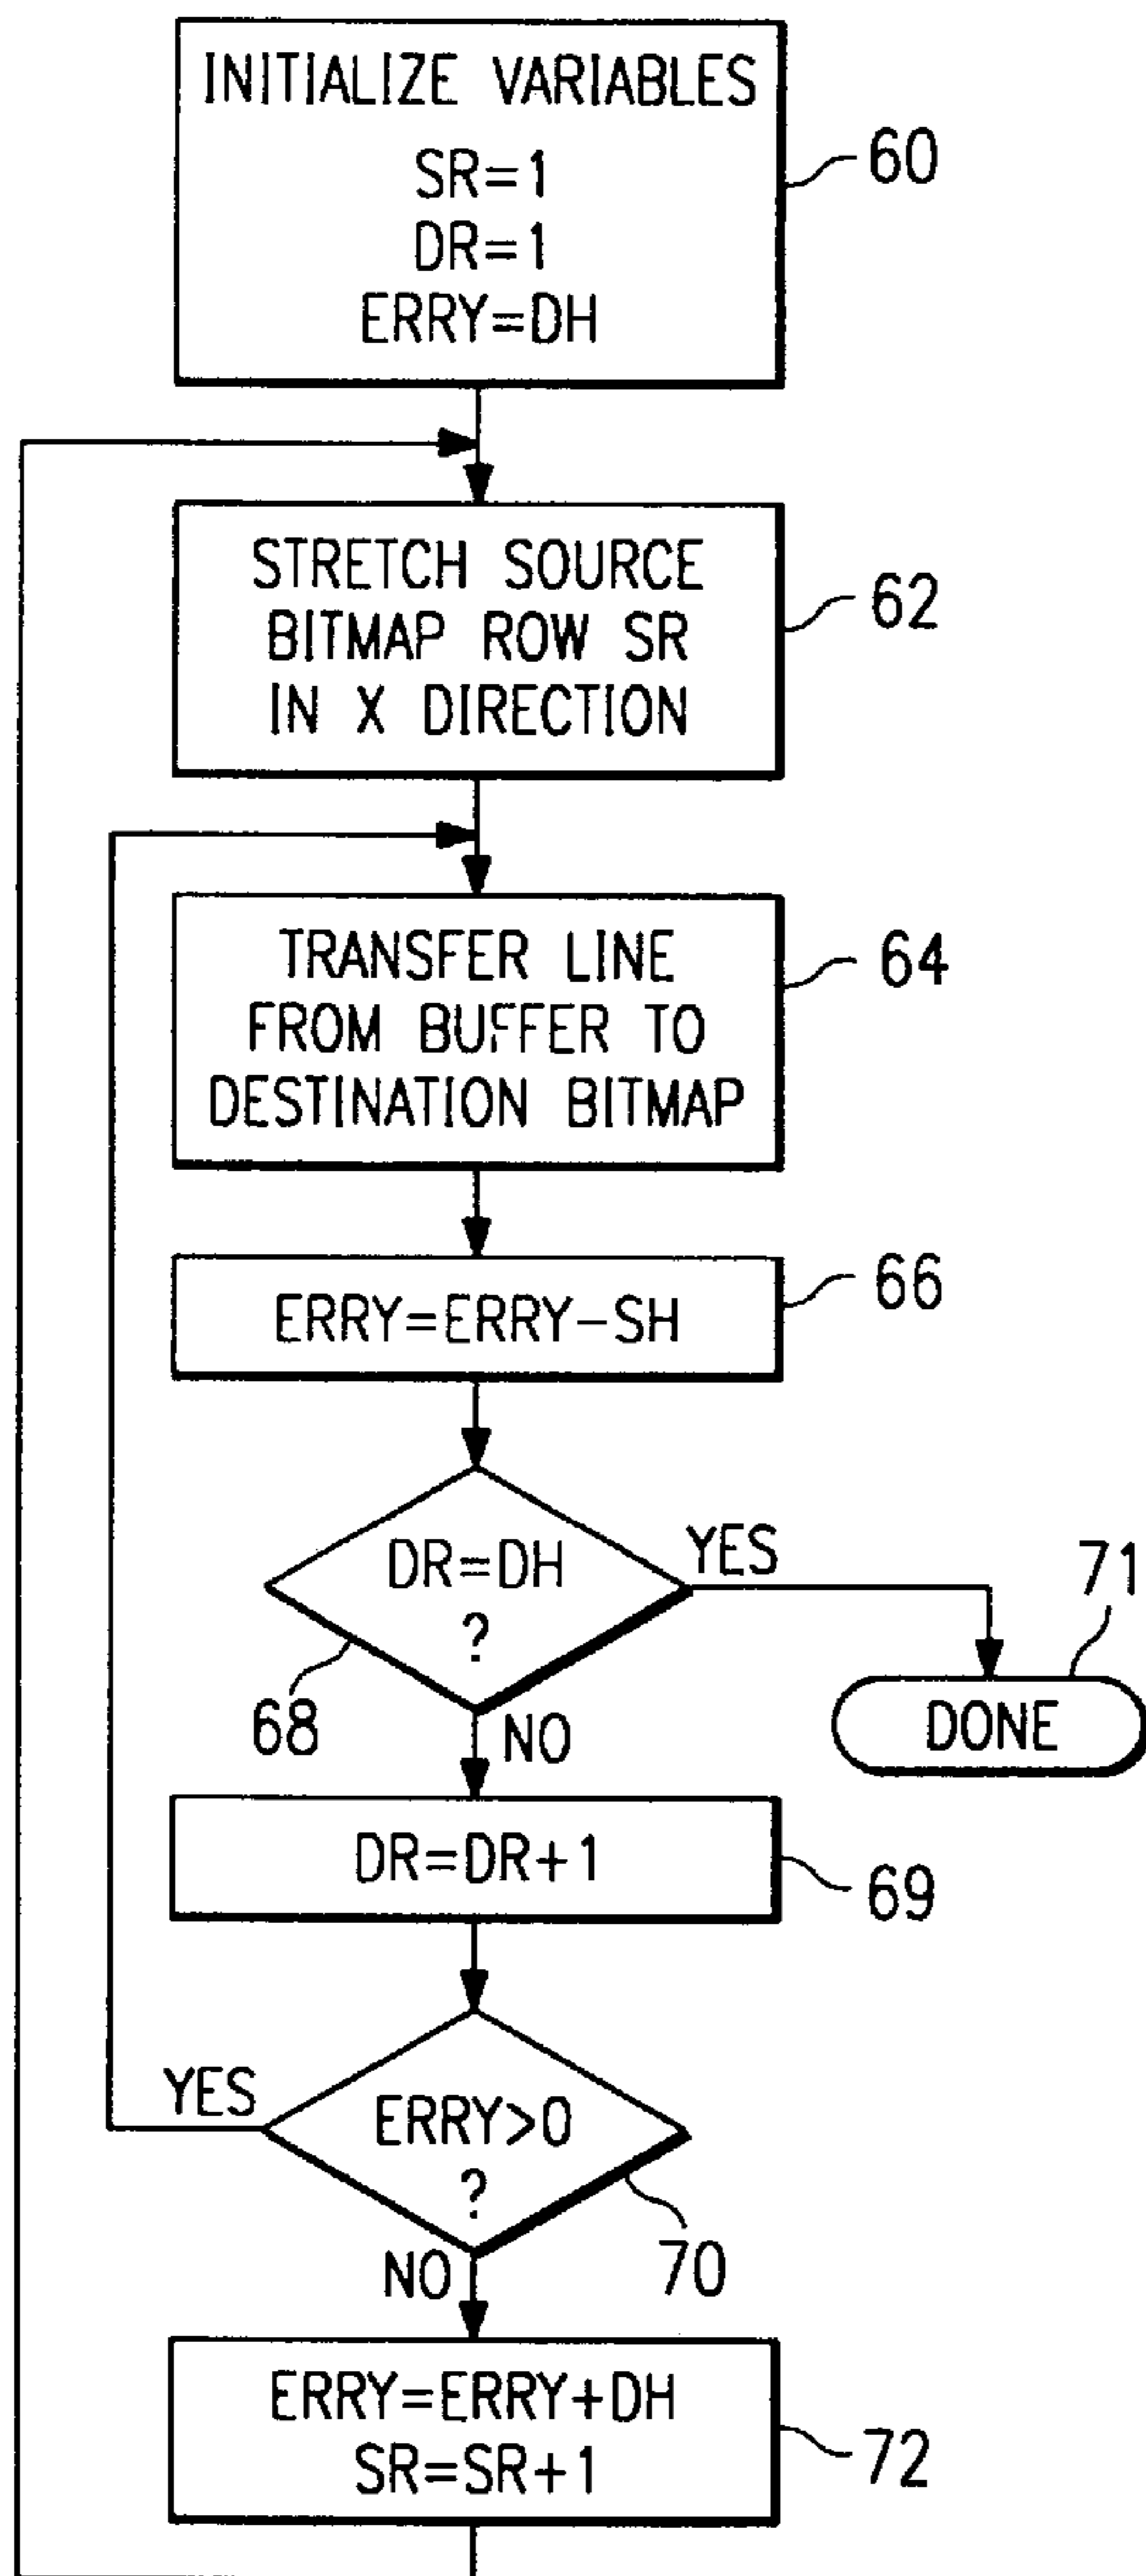 INITIALIZE VARIABLES
SR=1
DR=1
ERRY=DH
60
STRETCH SOURCE
BITMAP ROW SR
IN X DIRECTION
62
TRANSFER LINE
FROM BUFFER TO
DESTINATION BITMAP
64
ERRY=ERRY-SH
66
DR=DH
?
YES
68
NO
71
DONE
DR=DR+1
69
ERRY>0
?
YES
70
NO
ERRY=ERRY+DH
SR=SR+1
72